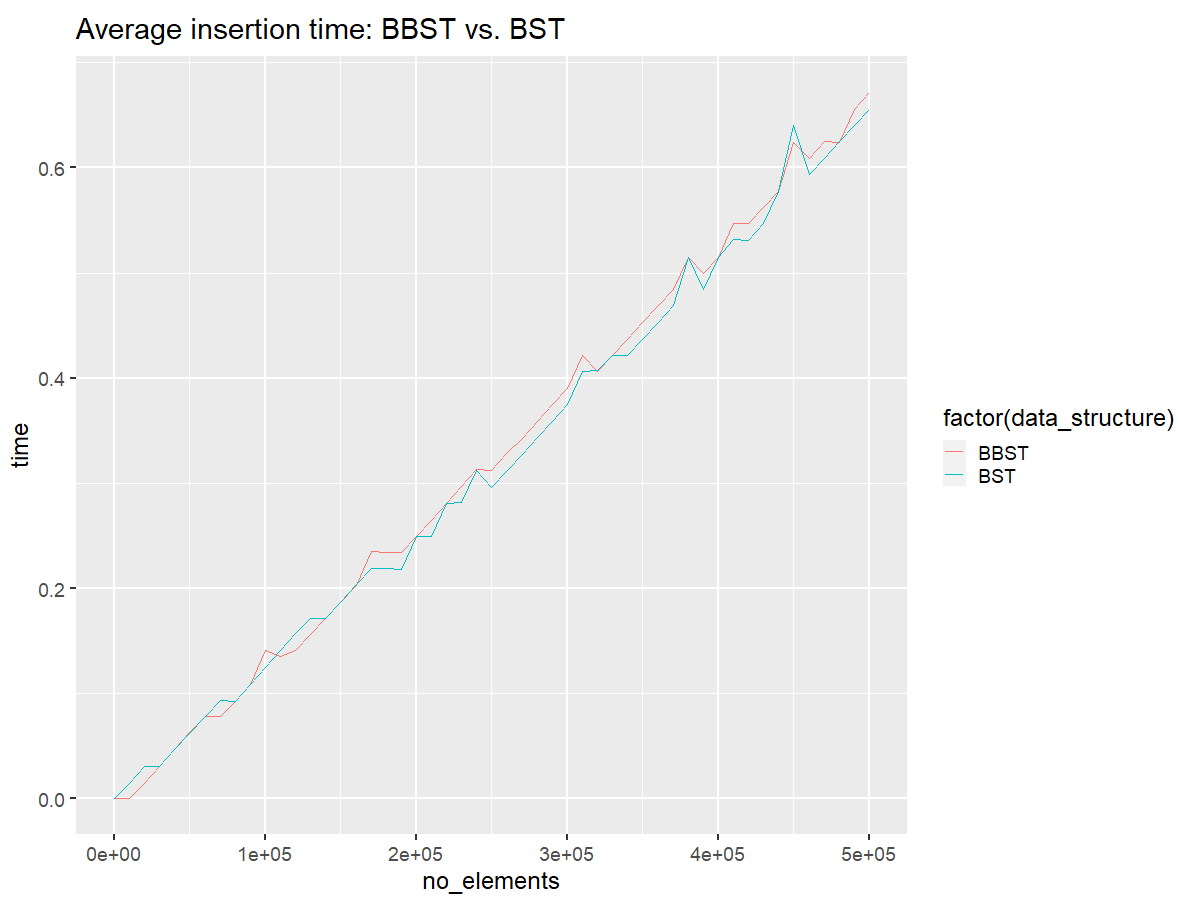 Average insertion time: BBST vs. BST
0.6
0.4
0.2
0.0
time
0e+00 1e+05 2e+05 3e+05 4e+05 5e+05
no_elements
factor(data_structure)
BBST
BST